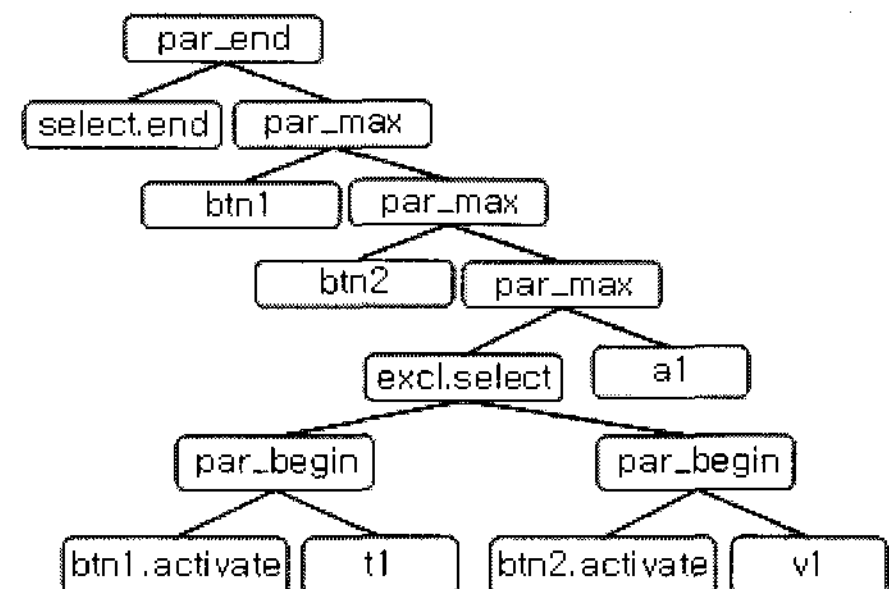 par_end
select.end
par_max
btn1
par_max
btn2
par_max
excl.select
a1
par_begin
par_begin
btn1.activate
t1
btn2.activate
v1